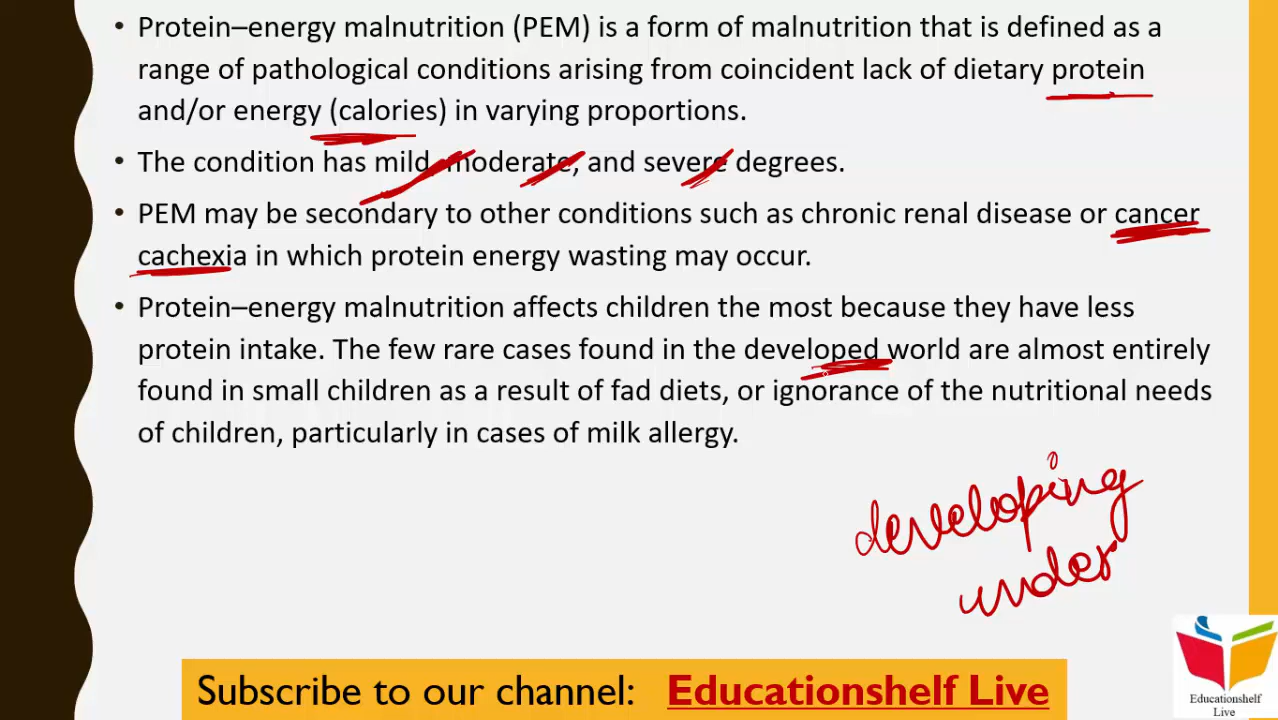 • Protein–energy malnutrition (PEM) is a form of malnutrition that is defined as a
range of pathological conditions arising from coincident lack of dietary protein
and/or energy (calories) in varying proportions.
• The condition has mild, moderate, and severe degrees.
• PEM may be secondary to other conditions such as chronic renal disease or cancer
cachexia in which protein energy wasting may occur.
• Protein–energy malnutrition affects children the most because they have less
protein intake. The few rare cases found in the developed world are almost entirely
found in small children as a result of fad diets, or ignorance of the nutritional needs
of children, particularly in cases of milk allergy.
developing
under
Subscribe to our channel: Educationshelf Live
Educationshelf
Live